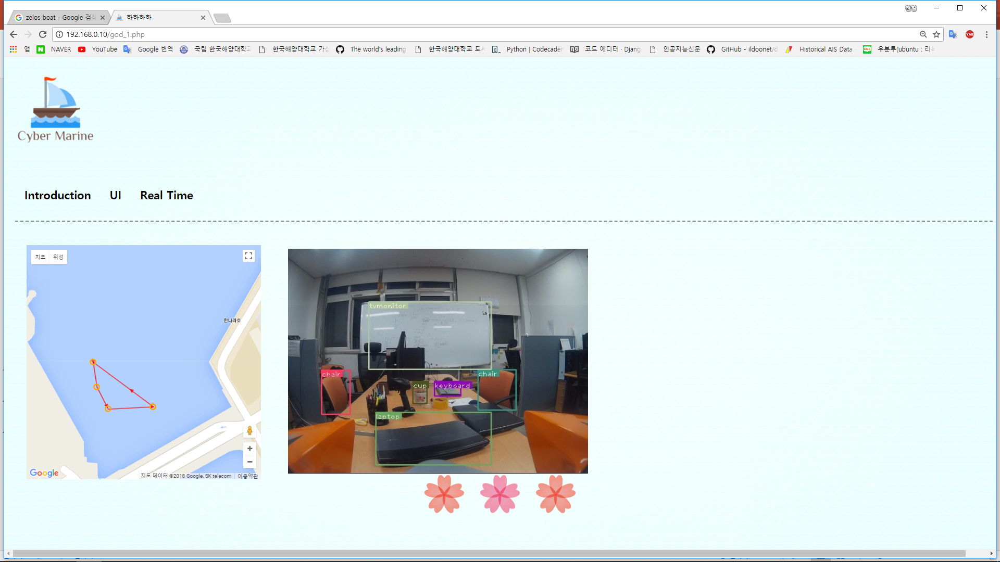 현철
zelos boat - Google 검색
하하하하
192.168.0.10/god_1.php
앱
NAVER
YouTube
Google 번역
국립 한국해양대학교
한국해양대학교 가상
The world's leading
한국해양대학교 도서
Python | Codecadem
코드 에디터 · Djang
인공지능신문
GitHub - ildoonet/d
Historical AIS Data
blog
우분투(ubuntu : 리눅
YAB
Cyber Marine
Introduction UI Real Time
지도 위성
한나라호
Google
지도 데이터 ©2018 Google, SK telecom 이용약관
tvmonitor
chair
chair
cup
keyboard
laptop